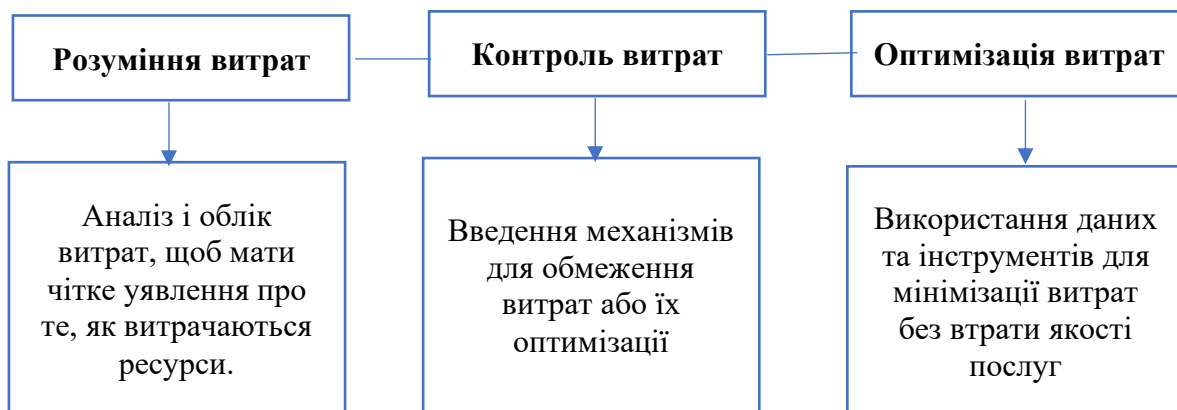 Розуміння витрат
Контроль витрат
Оптимізація витрат
Аналіз і облік
витрат, щоб мати
чітке уявлення про
те, як витрачаються
ресурси.
Введення механізмів
для обмеження
витрат або їх
оптимізації
Використання даних
та інструментів для
мінімізації витрат
без втрати якості
послуг